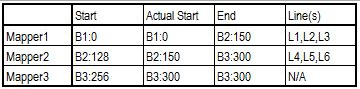 Start Actual Start End Line(s)
Mapper1 B1:0 B1:0 B2:150 L1,L2,L3
Mapper2 B2:128 B2:150 B3:300 L4,L5,L6
Mapper3 B3:256 B3:300 B3:300 N/A